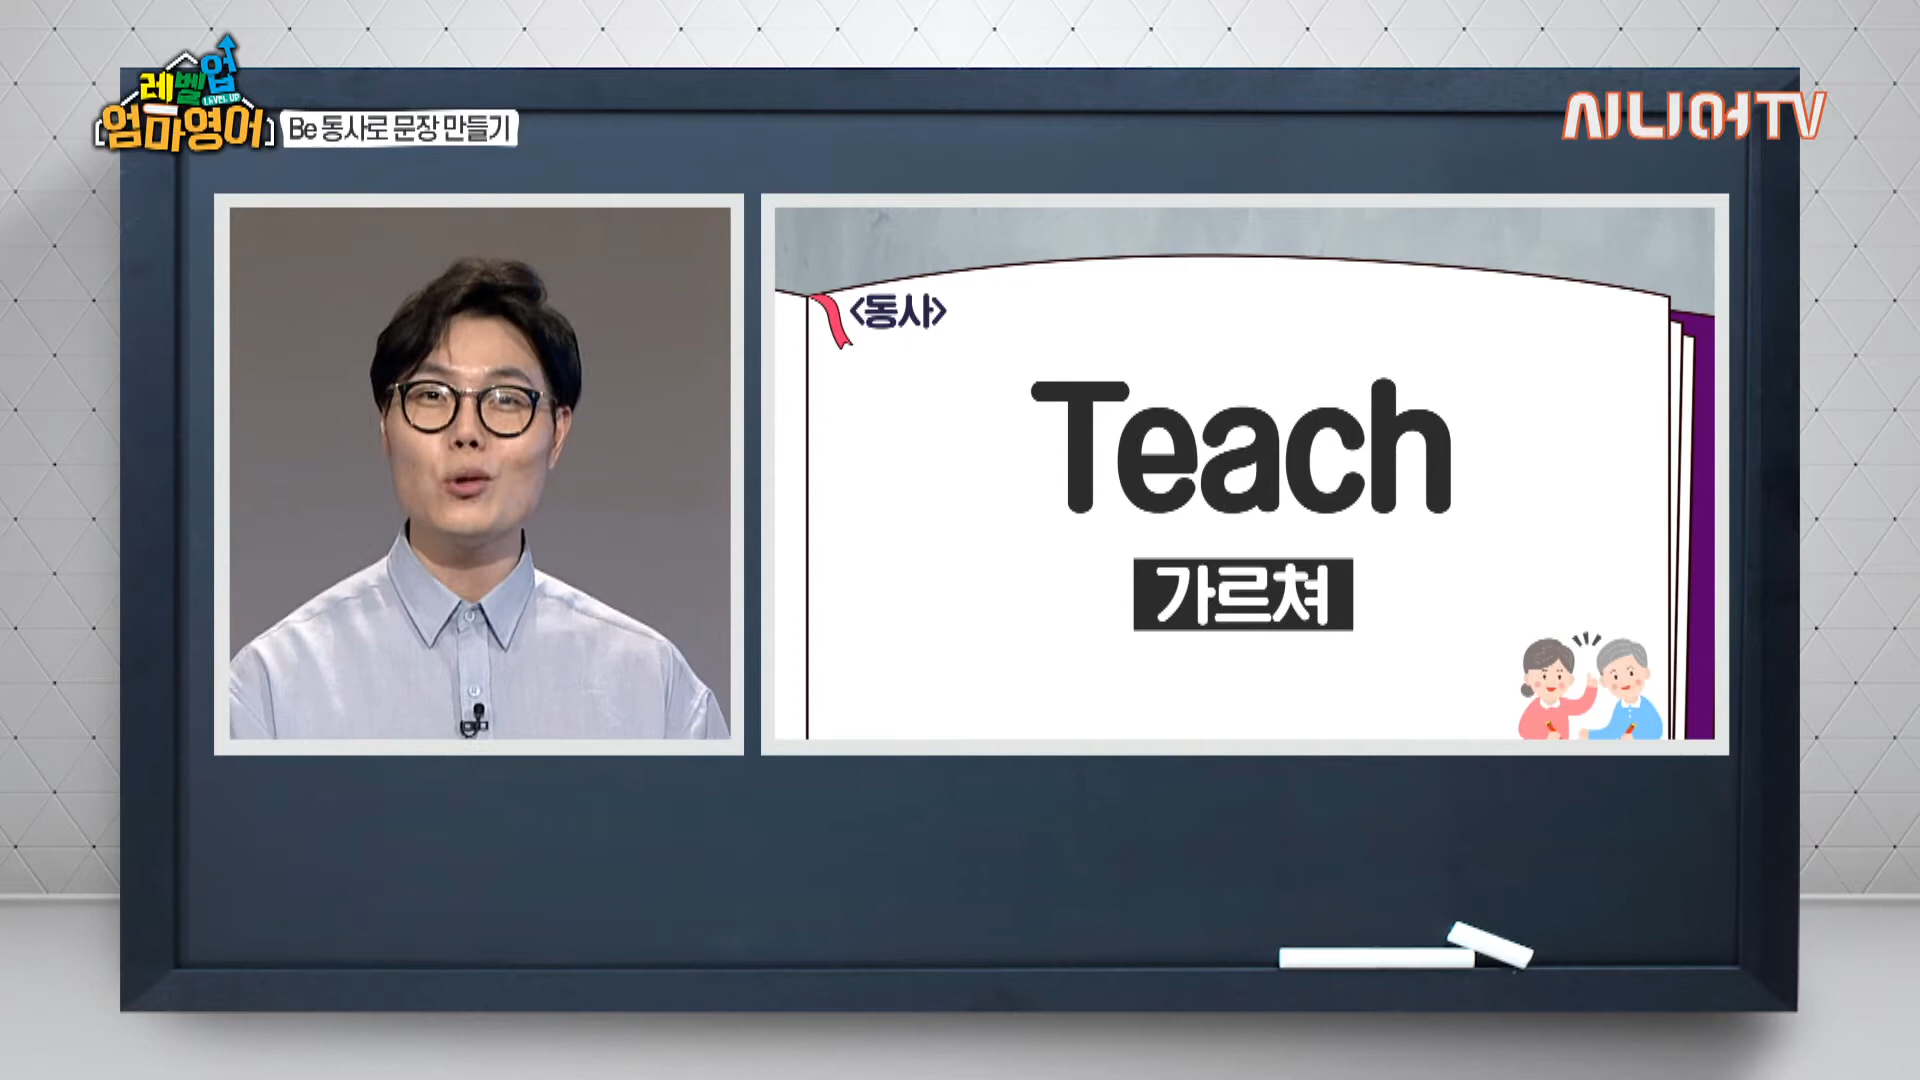 레벨업
LEVEL UP
엄마영어
Be 동사로 문장 만들기
시니어TV
<동사>
Teach
가르쳐